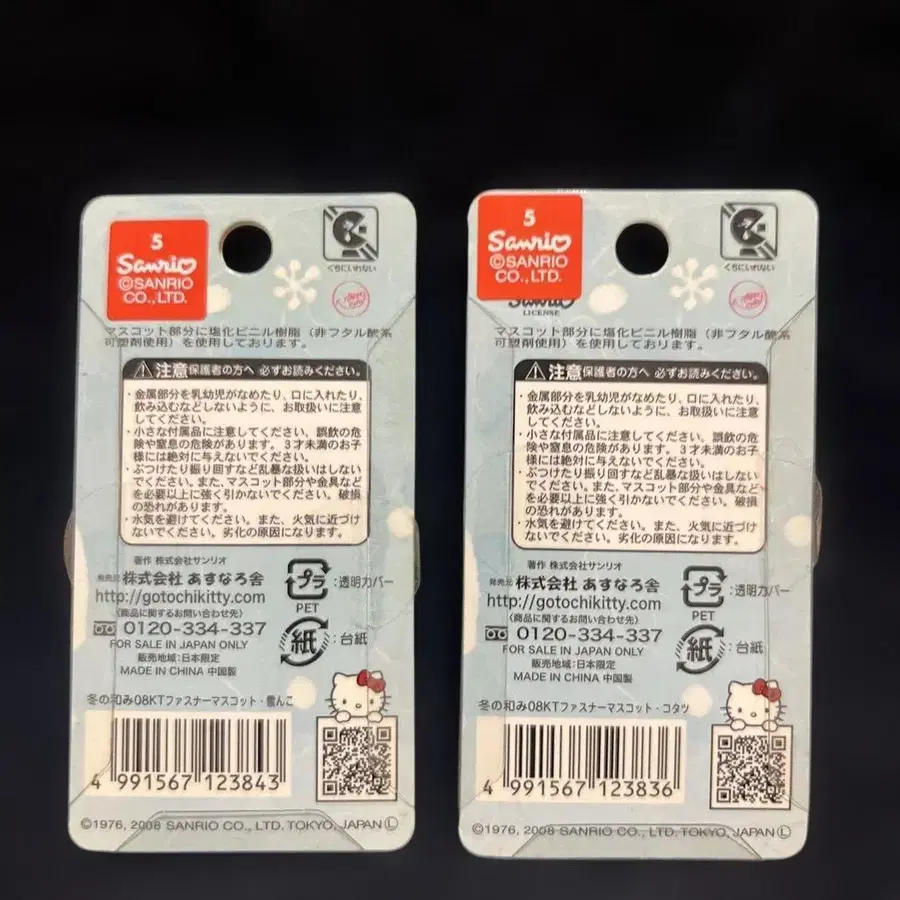 5
Sanrio
©SANRIO
CO.,LTD.
くちにいれない
マスコット部分に塩化ビニル樹脂（非フタル酸系
可塑剤使用）を使用しております。
注意 保護者の方へ 必ずお読みください。
・金属部分を乳幼児がなめたり、口に入れたり、
飲み込むなどしないように、お取扱いに注意
してください。
・小さな付属品に注意してください、誤飲の危
険や窒息の危険があります。3才未満のお子
様には絶対に与えないでください。
・ぶつけたり振り回すなど乱暴な扱いはしない
でください。また、マスコット部分や金具など
を必要以上に強く引かないでください。破損
の恐れがあります。
・水気を避けてください。また、火気に近づけ
ないでください。劣化の原因になります。
著作 株式会社サンリオ
発売元 株式会社 あすなろ舎
http://gotochikitty.com
(商品に関するお問い合わせ先)
0120-334-337
FOR SALE IN JAPAN ONLY
販売地域:日本限定
MADE IN CHINA 中国製
プラ :透明カバー
PET
紙 :台紙
冬の和み08KTファスナーマスコット・雪んこ
4 991567 123843
©1976, 2008 SANRIO CO., LTD. TOKYO, JAPAN Ⓛ
5
Sanrio
©SANRIO
CO.,LTD.
Sanrio
LICENSE
くちにいれない
マスコット部分に塩化ビニル樹脂（非フタル酸系
可塑剤使用）を使用しております。
注意 保護者の方へ 必ずお読みください。
・金属部分を乳幼児がなめたり、口に入れたり、
飲み込むなどしないように、お取扱いに注意
してください。
・小さな付属品に注意してください、誤飲の危
険や窒息の危険があります。3才未満のお子
様には絶対に与えないでください。
・ぶつけたり振り回すなど乱暴な扱いはしない
でください。また、マスコット部分や金具など
を必要以上に強く引かないでください。破損
の恐れがあります。
・水気を避けてください。また、火気に近づけ
ないでください。劣化の原因になります。
著作 株式会社サンリオ
発売元 株式会社 あすなろ舎
http://gotochikitty.com
(商品に関するお問い合わせ先)
0120-334-337
FOR SALE IN JAPAN ONLY
販売地域:日本限定
MADE IN CHINA 中国製
プラ :透明カバー
PET
紙 :台紙
冬の和み08KTファスナーマスコット・コタツ
4 991567 123836
©1976, 2008 SANRIO CO., LTD. TOKYO, JAPAN Ⓛ